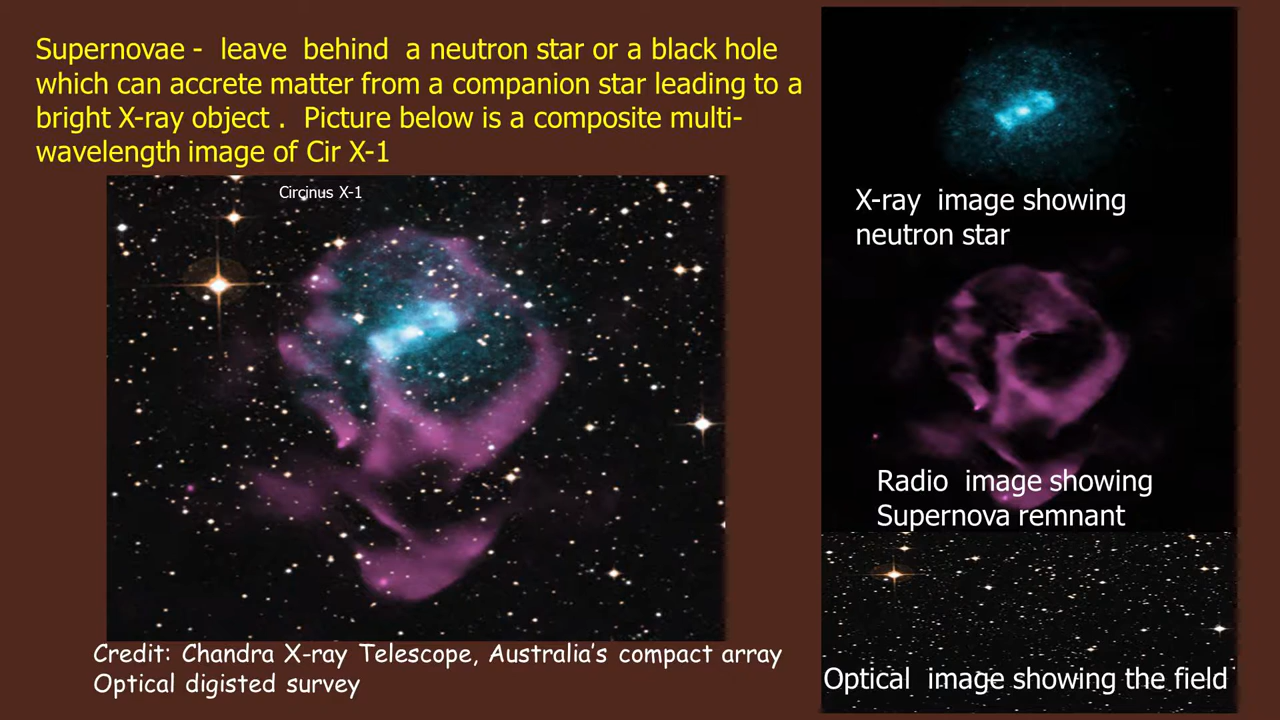 Supernovae - leave behind a neutron star or a black hole
which can accrete matter from a companion star leading to a
bright X-ray object . Picture below is a composite multi-
wavelength image of Cir X-1
Circinus X-1
Credit: Chandra X-ray Telescope, Australia's compact array
Optical digisted survey
X-ray image showing
neutron star
Radio image showing
Supernova remnant
Optical image showing the field